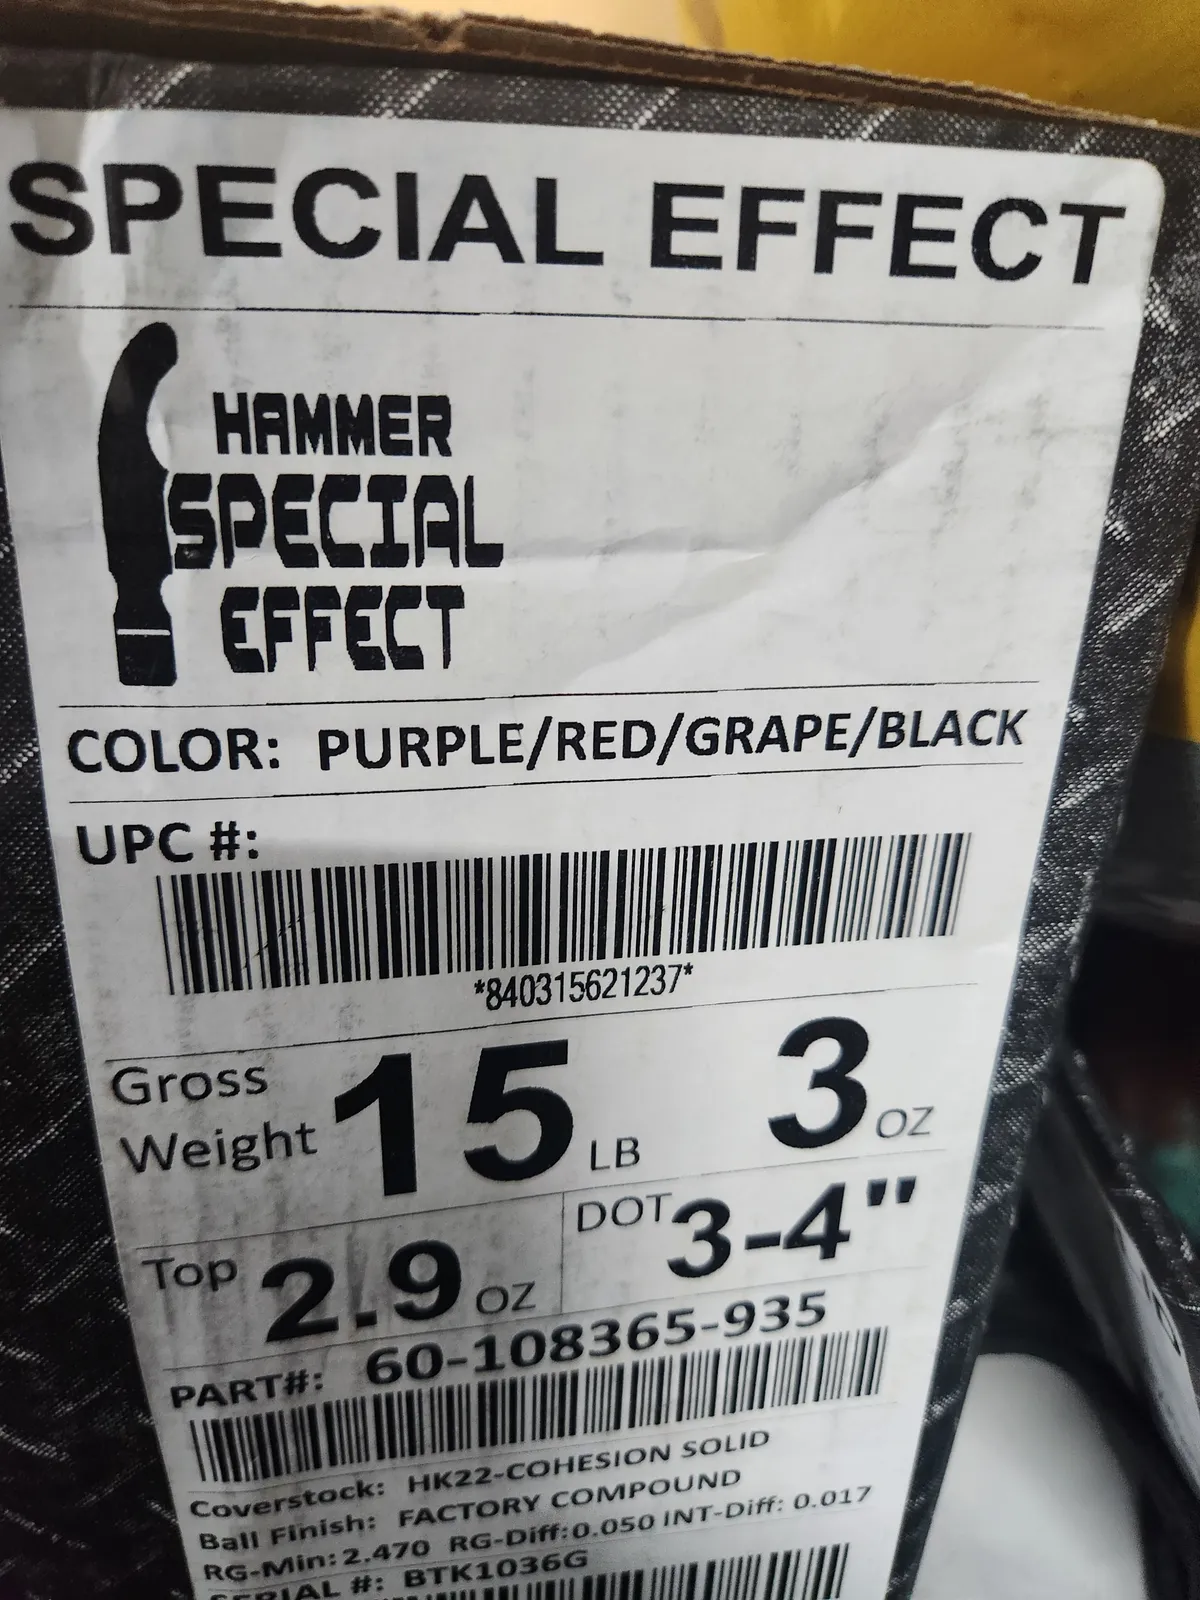 SPECIAL EFFECT
HAMMER
SPECIAL
EFFECT
COLOR: PURPLE/RED/GRAPE/BLACK
UPC #:
*840315621237*
Gross Weight 15 LB 3 OZ
Top 2.9 OZ DOT 3-4"
PART#: 60-108365-935
Coverstock: HK22-COHESION SOLID
Ball Finish: FACTORY COMPOUND
RG-Min: 2.470 RG-Diff:0.050 INT-Diff: 0.017
SERIAL #: BTK1036G